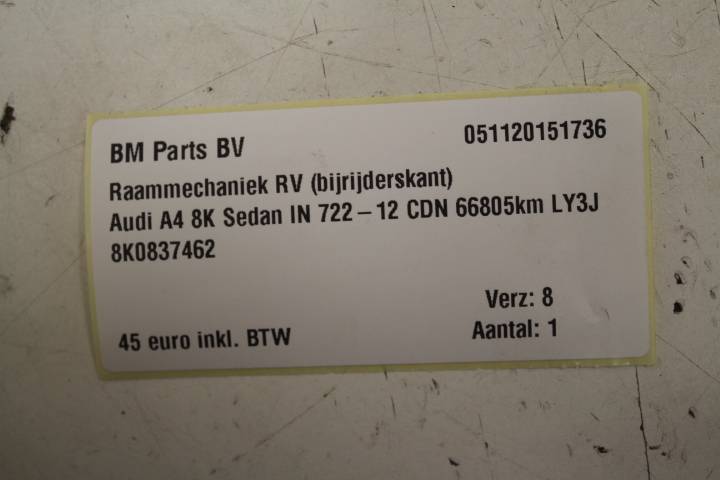 BM Parts BV 051120151736
Raammechaniek RV (bijrijderskant)
Audi A4 8K Sedan IN 722 – 12 CDN 66805km LY3J
8K0837462
Verz: 8
45 euro inkl. BTW Aantal: 1